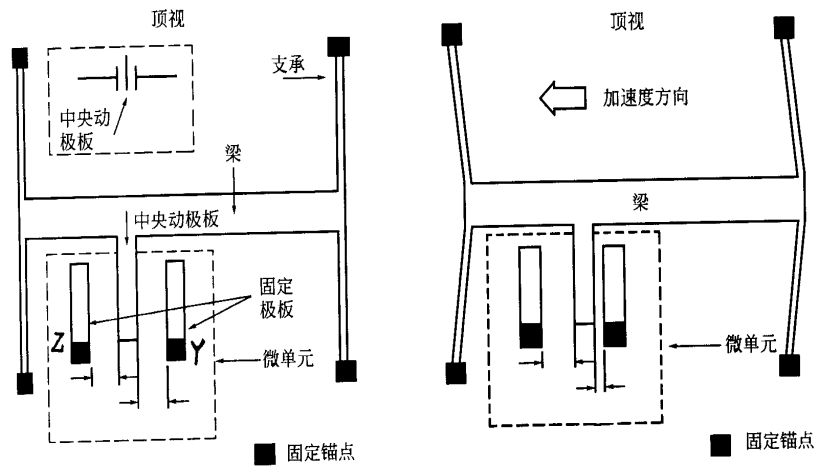 顶视
支承
中央动
极板
梁
中央动极板
固定
极板
Z
Y
微单元
固定锚点
顶视
加速度方向
梁
微单元
固定锚点